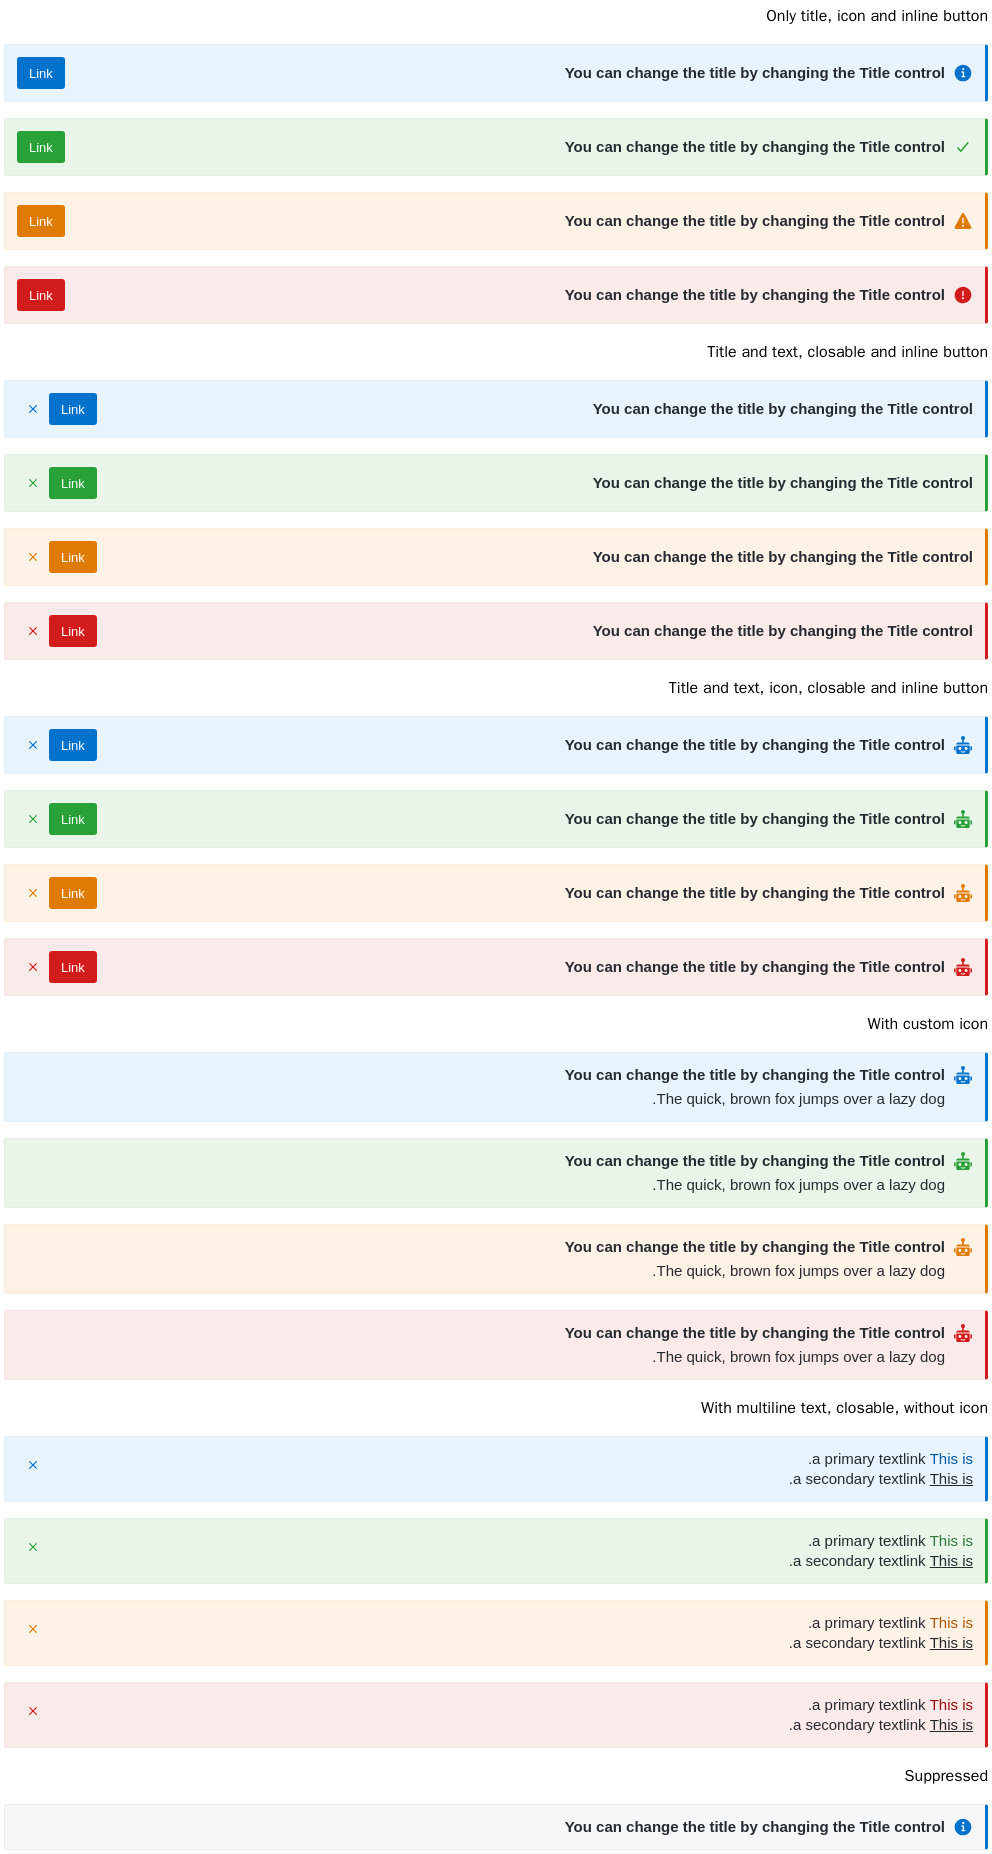 Only title, icon and inline button
Link You can change the title by changing the Title control
Link You can change the title by changing the Title control
Link You can change the title by changing the Title control
Link You can change the title by changing the Title control
Title and text, closable and inline button
Link You can change the title by changing the Title control
Link You can change the title by changing the Title control
Link You can change the title by changing the Title control
Link You can change the title by changing the Title control
Title and text, icon, closable and inline button
Link You can change the title by changing the Title control
Link You can change the title by changing the Title control
Link You can change the title by changing the Title control
Link You can change the title by changing the Title control
With custom icon
You can change the title by changing the Title control
.The quick, brown fox jumps over a lazy dog
You can change the title by changing the Title control
.The quick, brown fox jumps over a lazy dog
You can change the title by changing the Title control
.The quick, brown fox jumps over a lazy dog
You can change the title by changing the Title control
.The quick, brown fox jumps over a lazy dog
With multiline text, closable, without icon
.a primary textlink This is
.a secondary textlink This is
.a primary textlink This is
.a secondary textlink This is
.a primary textlink This is
.a secondary textlink This is
.a primary textlink This is
.a secondary textlink This is
Suppressed
You can change the title by changing the Title control